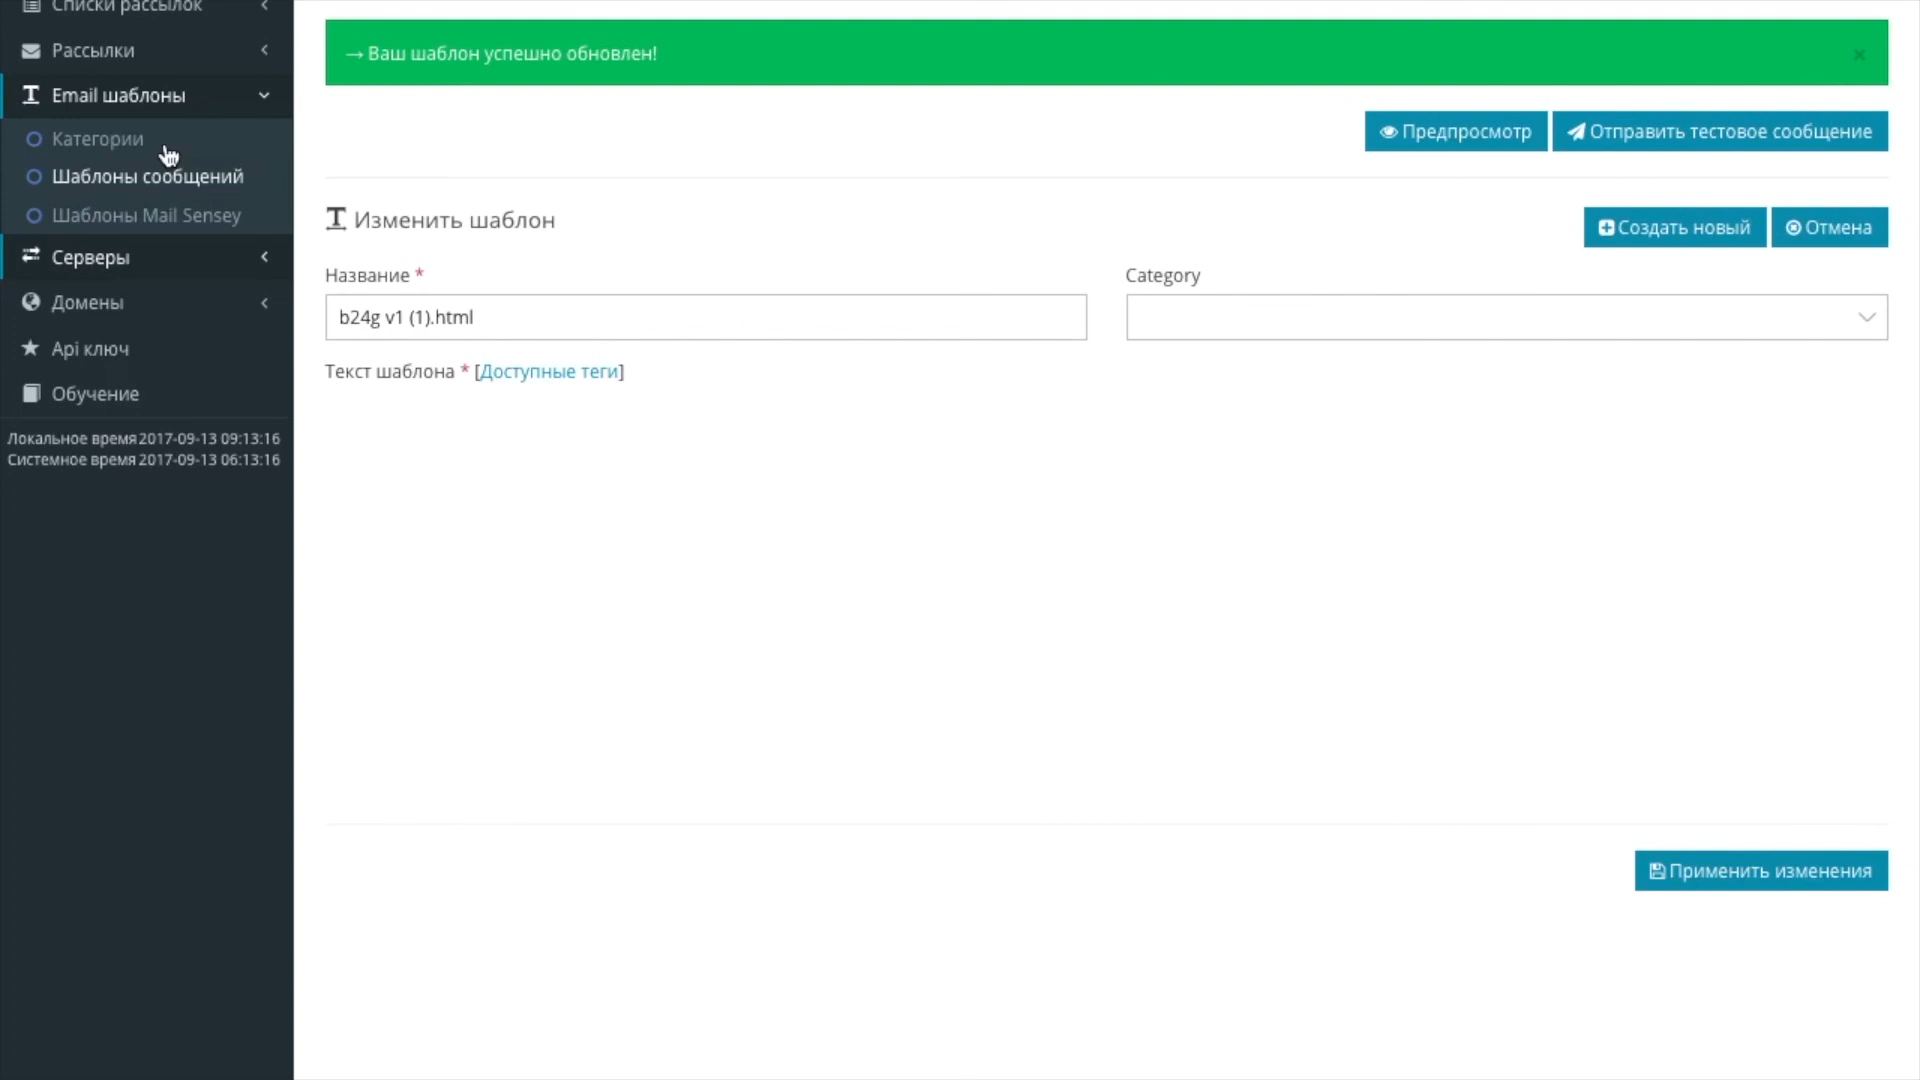 Списки рассылок
Рассылки
Email шаблоны
Категории
Шаблоны сообщений
Шаблоны Mail Sensey
Серверы
Домены
Api ключ
Обучение
Локальное время 2017-09-13 09:13:16
Системное время 2017-09-13 06:13:16
→ Ваш шаблон успешно обновлен!
×
Предпросмотр
Отправить тестовое сообщение
Изменить шаблон
Создать новый
Отмена
Название *
Category
b24g v1 (1).html
Текст шаблона * [Доступные теги]
Применить изменения